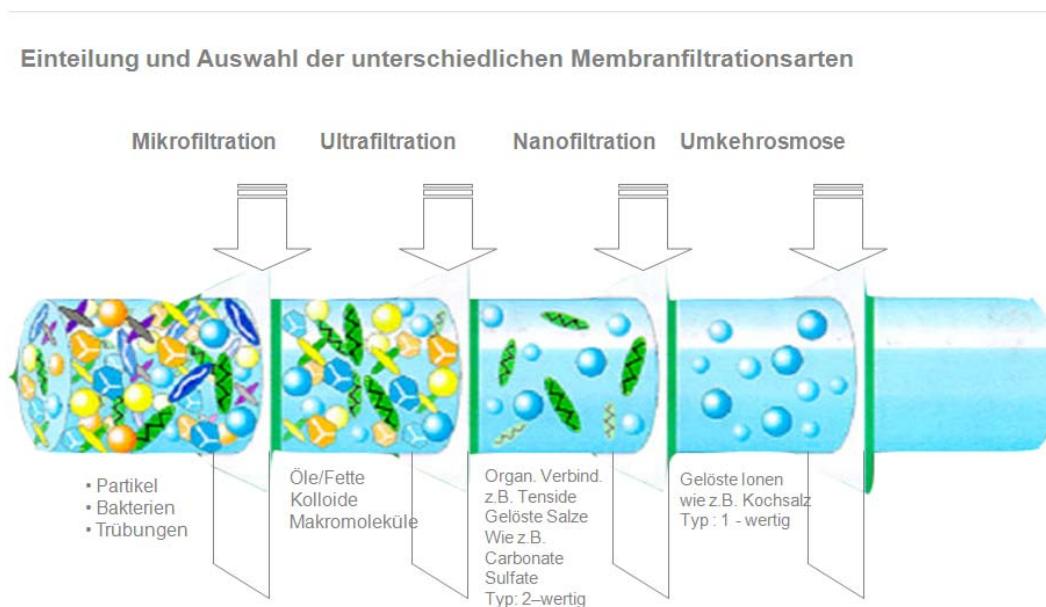 Einteilung und Auswahl der unterschiedlichen Membranfiltrationsarten
Mikrofiltration
Ultrafiltration
Nanofiltration
Umkehrosmose
• Partikel
• Bakterien
• Trübungen
Öle/Fette
Kolloide
Makromoleküle
Organ. Verbind.
z.B. Tenside
Gelöste Salze
Wie z.B.
Carbonate
Sulfate
Typ: 2–wertig
Gelöste Ionen
wie z.B. Kochsalz
Typ : 1 - wertig